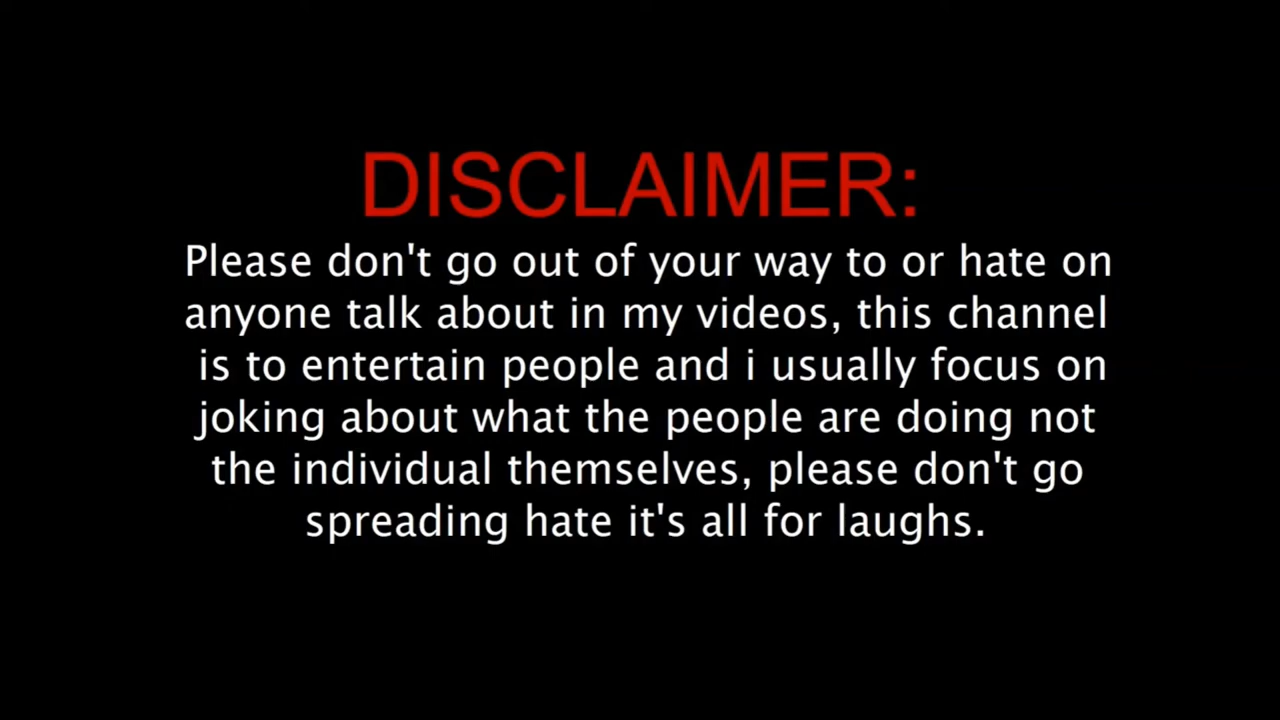 DISCLAIMER:
Please don't go out of your way to or hate on
anyone talk about in my videos, this channel
is to entertain people and i usually focus on
joking about what the people are doing not
the individual themselves, please don't go
spreading hate it's all for laughs.